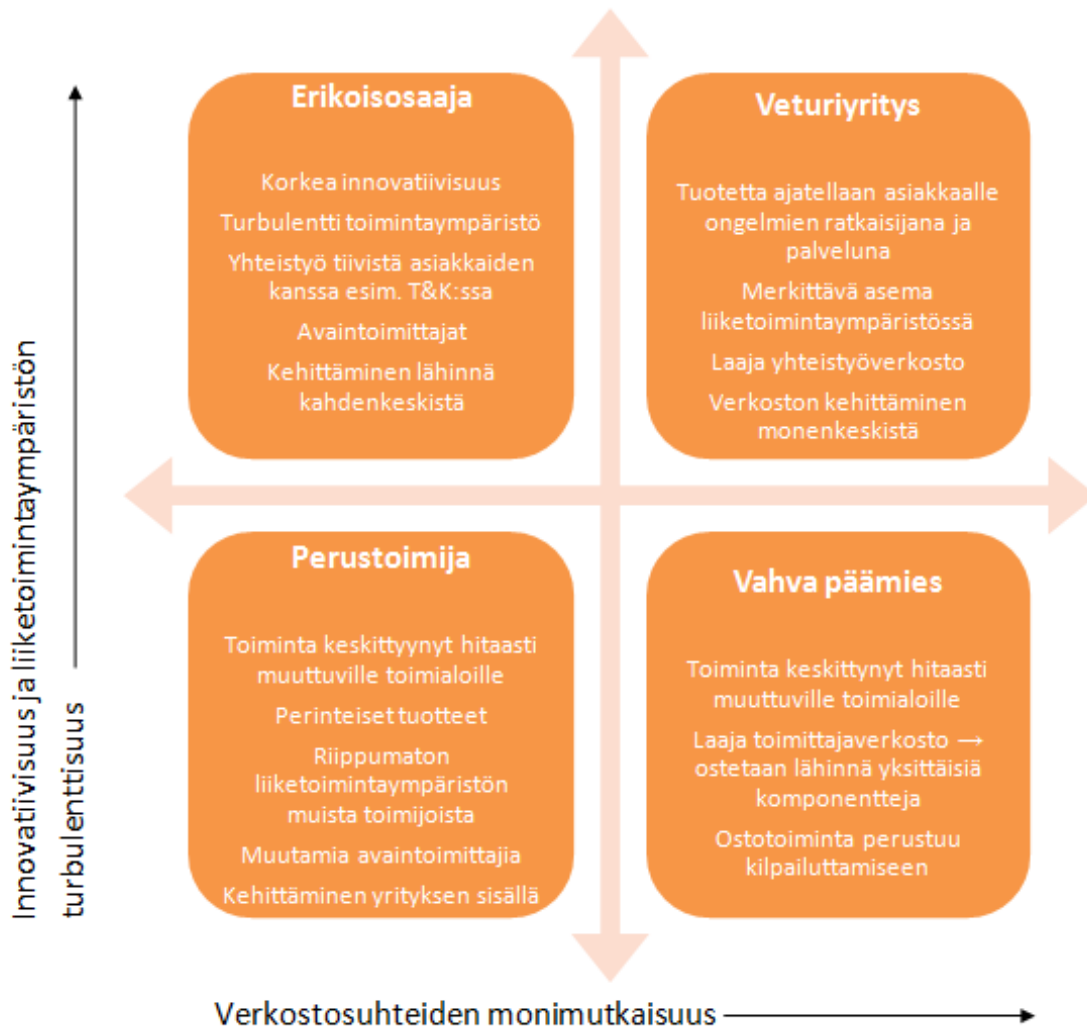 Erikoisosaaja
Korkea innovatiivisuus
Turbulentti toimintaympäristö
Yhteistyö tiivistä asiakkaiden
kanssa esim. T&K:ssa
Avaintoimittajat
Kehittäminen lähinnä
kahdenkeskistä
Veturiyritys
Tuotetta ajatellaan asiakkaalle
ongelmien ratkaisijana ja
palveluna
Merkittävä asema
liiketoimintaympäristössä
Laaja yhteistyöverkosto
Verkoston kehittäminen
monenkeskistä
Perustoimija
Toiminta keskittyynyt hitaasti
muuttuville toimialoille
Perinteiset tuotteet
Riippumaton
liiketoimintaympäristön
muista toimijoista
Muutamia avaintoimittajia
Kehittäminen yrityksen sisällä
Vahva päämies
Toiminta keskittynyt hitaasti
muuttuville toimialoille
Laaja toimittajaverkosto →
ostetaan lähinnä yksittäisiä
komponentteja
Ostotoiminta perustuu
kilpailuttamiseen
Innovatiivisuus ja liiketoimintaympäristön
turbulenttisuus
Verkostosuhteiden monimutkaisuus